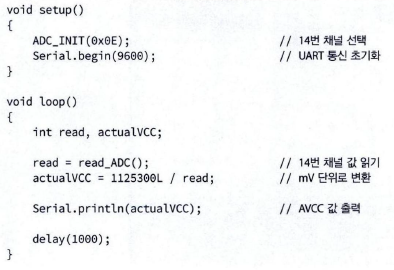 void setup()
{
ADC_INIT(0x0E); // 14번 채널 선택
Serial.begin(9600); // UART 통신 초기화
}
void loop()
{
int read, actualVCC;
read = read_ADC(); // 14번 채널 값 읽기
actualVCC = 1125300L / read; // mV 단위로 변환
Serial.println(actualVCC); // AVCC 값 출력
delay(1000);
}